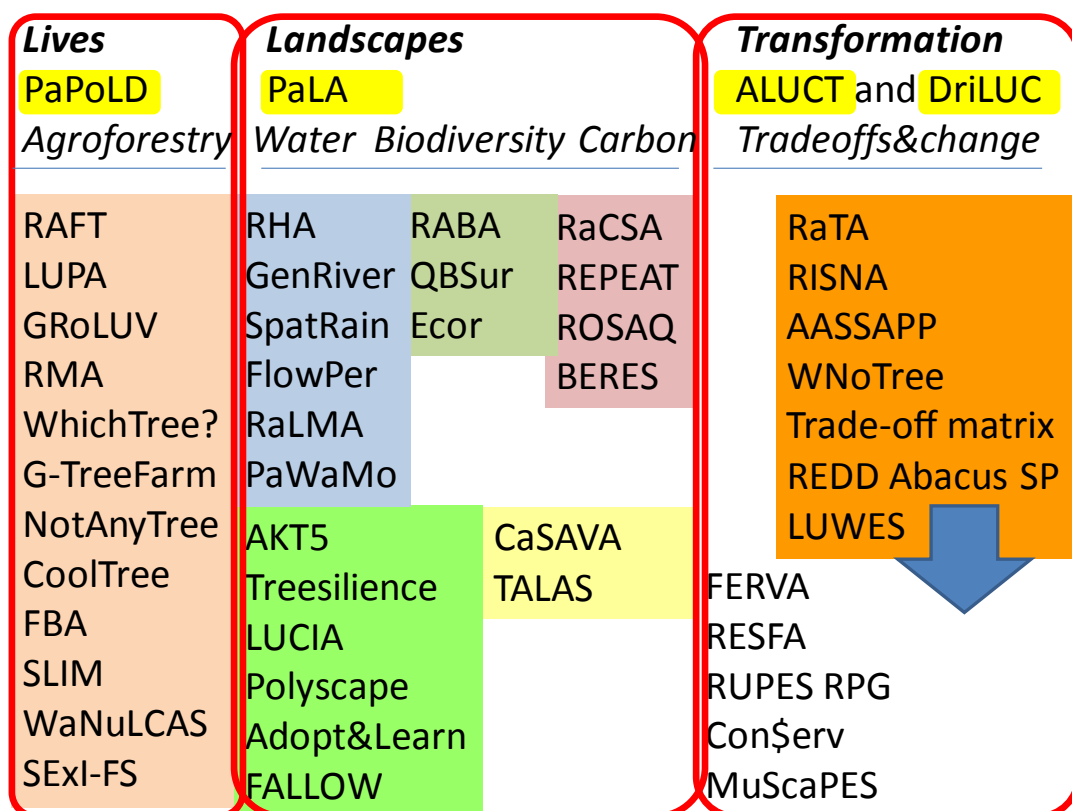 Lives
PaPoLD
Agroforestry
RAFT
LUPA
GRoLUV
RMA
WhichTree?
G-TreeFarm
NotAnyTree
CoolTree
FBA
SLIM
WaNuLCAS
SExI-FS
Landscapes
PaLA
Water Biodiversity Carbon
RHA
GenRiver
SpatRain
FlowPer
RaLMA
PaWaMo
RABA
QBSur
Ecor
RaCSA
REPEAT
ROSAQ
BERES
AKT5
Treesilience
LUCIA
Polyscape
Adopt&Learn
FALLOW
CaSAVA
TALAS
Transformation
ALUCT and DriLUC
Tradeoffs&change
RaTA
RISNA
AASSAPP
WNoTree
Trade-off matrix
REDD Abacus SP
LUWES
FERVA
RESFA
RUPES RPG
Con$erv
MuScaPES